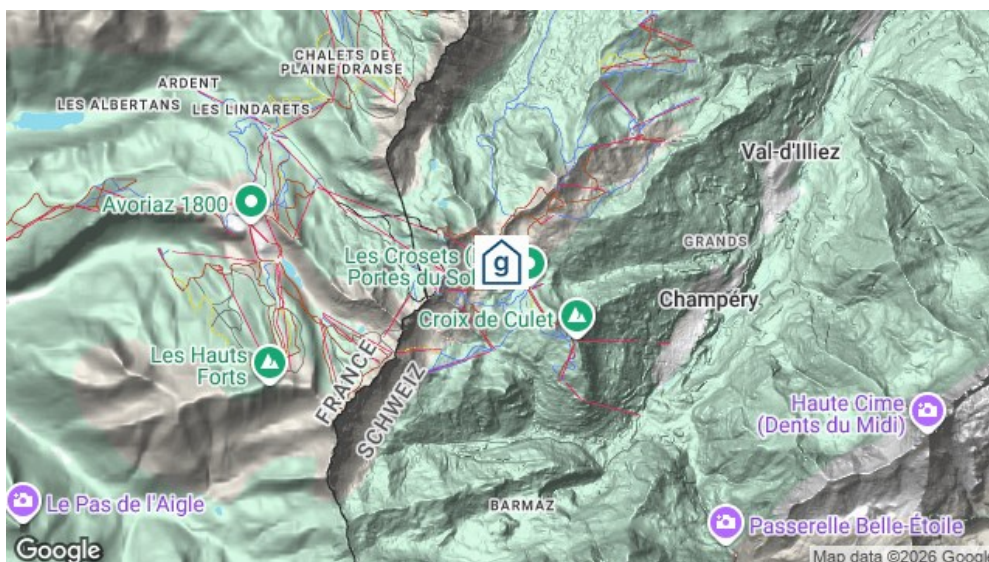 CHALETS DE
PLAINE DRANSE
ARDENT
LES ALBERTANS
LES LINDARETS
Val-d'Illiez
Avoriaz 1800
GRANDS
Les Crosets (
Portes du Sol
g
Champéry
Croix de Culet
Les Hauts
Forts
FRANCE
SCHWEIZ
Haute Cime
(Dents du Midi)
Le Pas de l'Aigle
BARMAZ
Passerelle Belle-Étoile
Google
Map data ©2026 Google